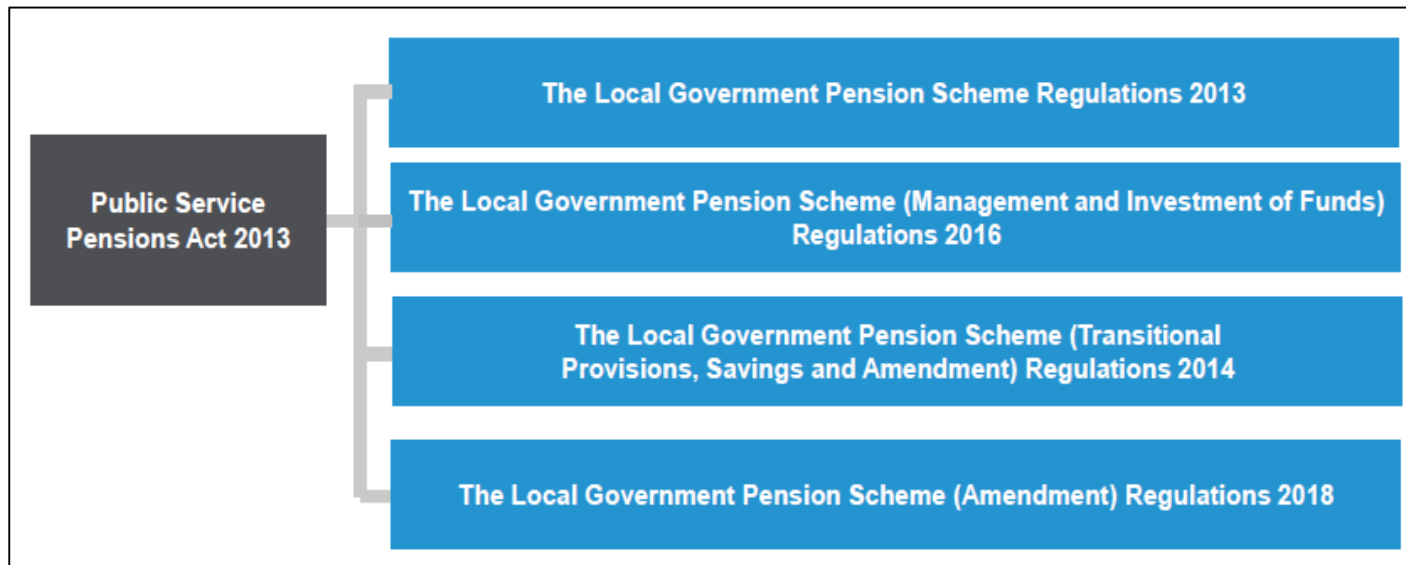 Public Service
Pensions Act 2013
The Local Government Pension Scheme Regulations 2013
The Local Government Pension Scheme (Management and Investment of Funds)
Regulations 2016
The Local Government Pension Scheme (Transitional
Provisions, Savings and Amendment) Regulations 2014
The Local Government Pension Scheme (Amendment) Regulations 2018